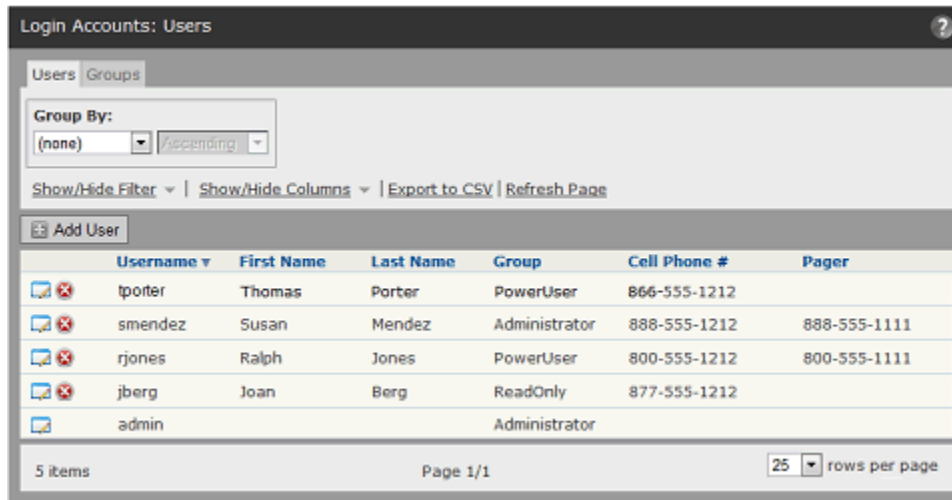 Login Accounts: Users ?
Users Groups
Group By:
(none) Ascending
Show/Hide Filter | Show/Hide Columns | Export to CSV | Refresh Page
Add User
Username First Name Last Name Group Cell Phone # Pager
tporter Thomas Porter PowerUser 866-555-1212
smendez Susan Mendez Administrator 888-555-1212 888-555-1111
rjones Ralph Jones PowerUser 800-555-1212 800-555-1111
jberg Joan Berg ReadOnly 877-555-1212
admin Administrator
5 items Page 1/1 25 rows per page